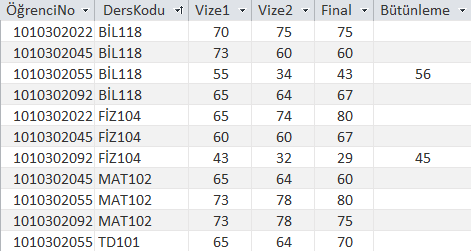 ÖğrenciNo DersKodu Vize1 Vize2 Final Bütünleme
1010302022 BİL118 70 75 75
1010302045 BİL118 73 60 60
1010302055 BİL118 55 34 43 56
1010302092 BİL118 65 64 67
1010302022 FİZ104 65 74 80
1010302045 FİZ104 60 60 67
1010302092 FİZ104 43 32 29 45
1010302045 MAT102 65 64 60
1010302055 MAT102 73 78 80
1010302092 MAT102 73 78 75
1010302055 TD101 65 64 70